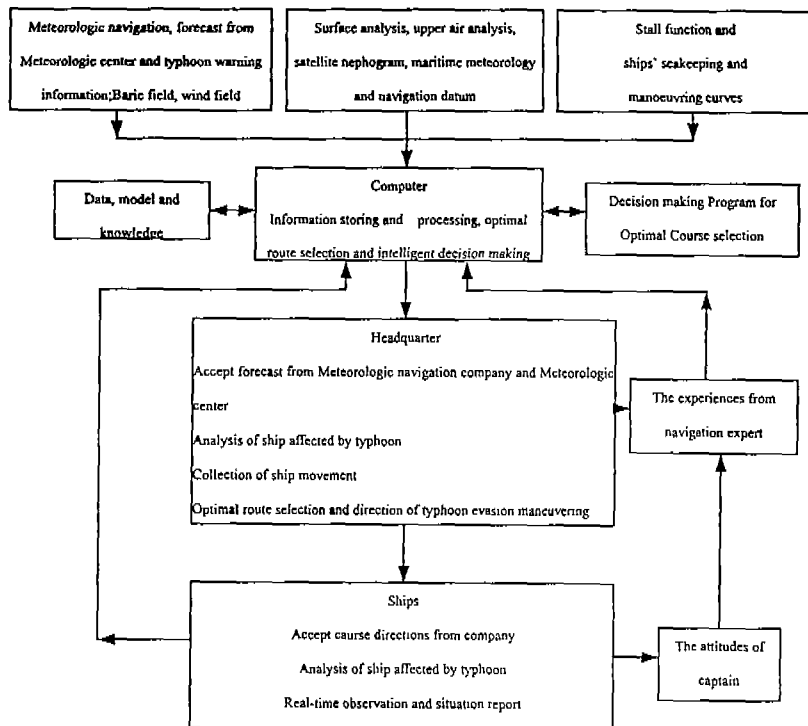 Meteorologic navigation, forecast from
Meteorologic center and typhoon warning
information;Baric field, wind field
Surface analysis, upper air analysis,
satellite nephogram, maritime meteorology
and navigation datum
Stall function and
ships' seakeeping and
manoeuvring curves
Data, model and
knowledge
Computer
Information storing and processing, optimal
route selection and intelligent decision making
Decision making Program for
Optimal Course selection
Headquarter
Accept forecast from Meteorologic navigation company and Meteorologic
center
Analysis of ship affected by typhoon
Collection of ship movement
Optimal route selection and direction of typhoon evasion maneuvering
The experiences from
navigation expert
Ships
Accept cause directions from company
Analysis of ship affected by typhoon
Real-time observation and situation report
The attitudes of
captain